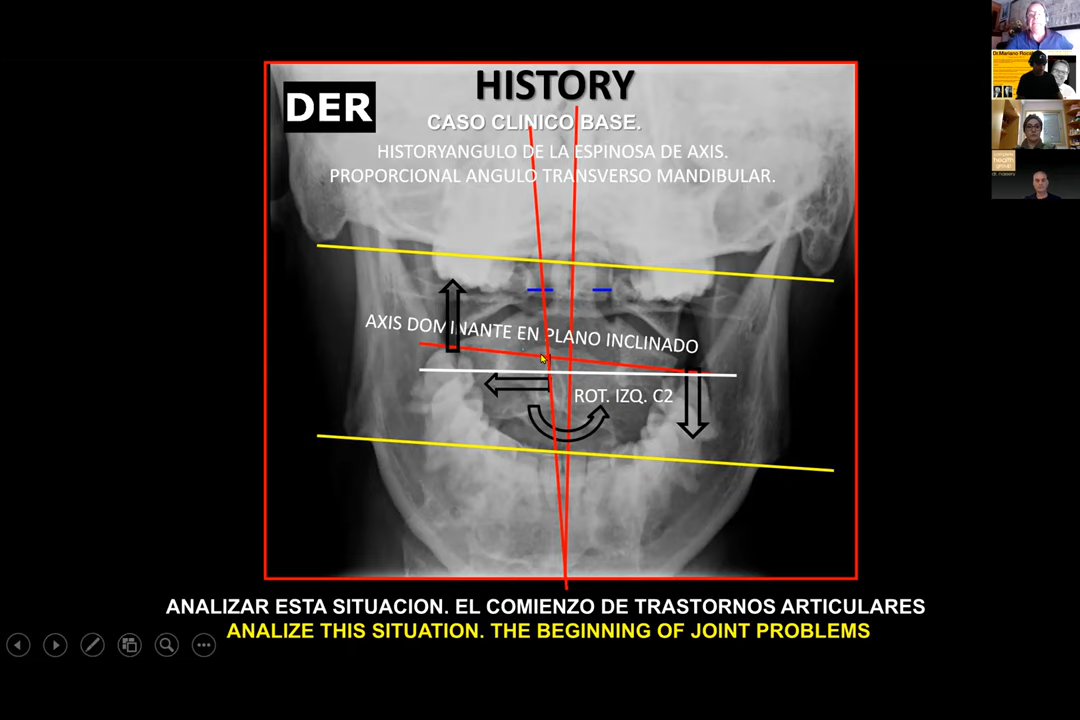 DER
HISTORY
CASO CLINICO BASE.
HISTORYANGULO DE LA ESPINOSA DE AXIS.
PROPORCIONAL ANGULO TRANSVERSO MANDIBULAR.
AXIS DOMINANTE EN PLANO INCLINADO
ROT. IZQ. C2
ANALIZAR ESTA SITUACION. EL COMIENZO DE TRASTORNOS ARTICULARES
ANALIZE THIS SITUATION. THE BEGINNING OF JOINT PROBLEMS
health